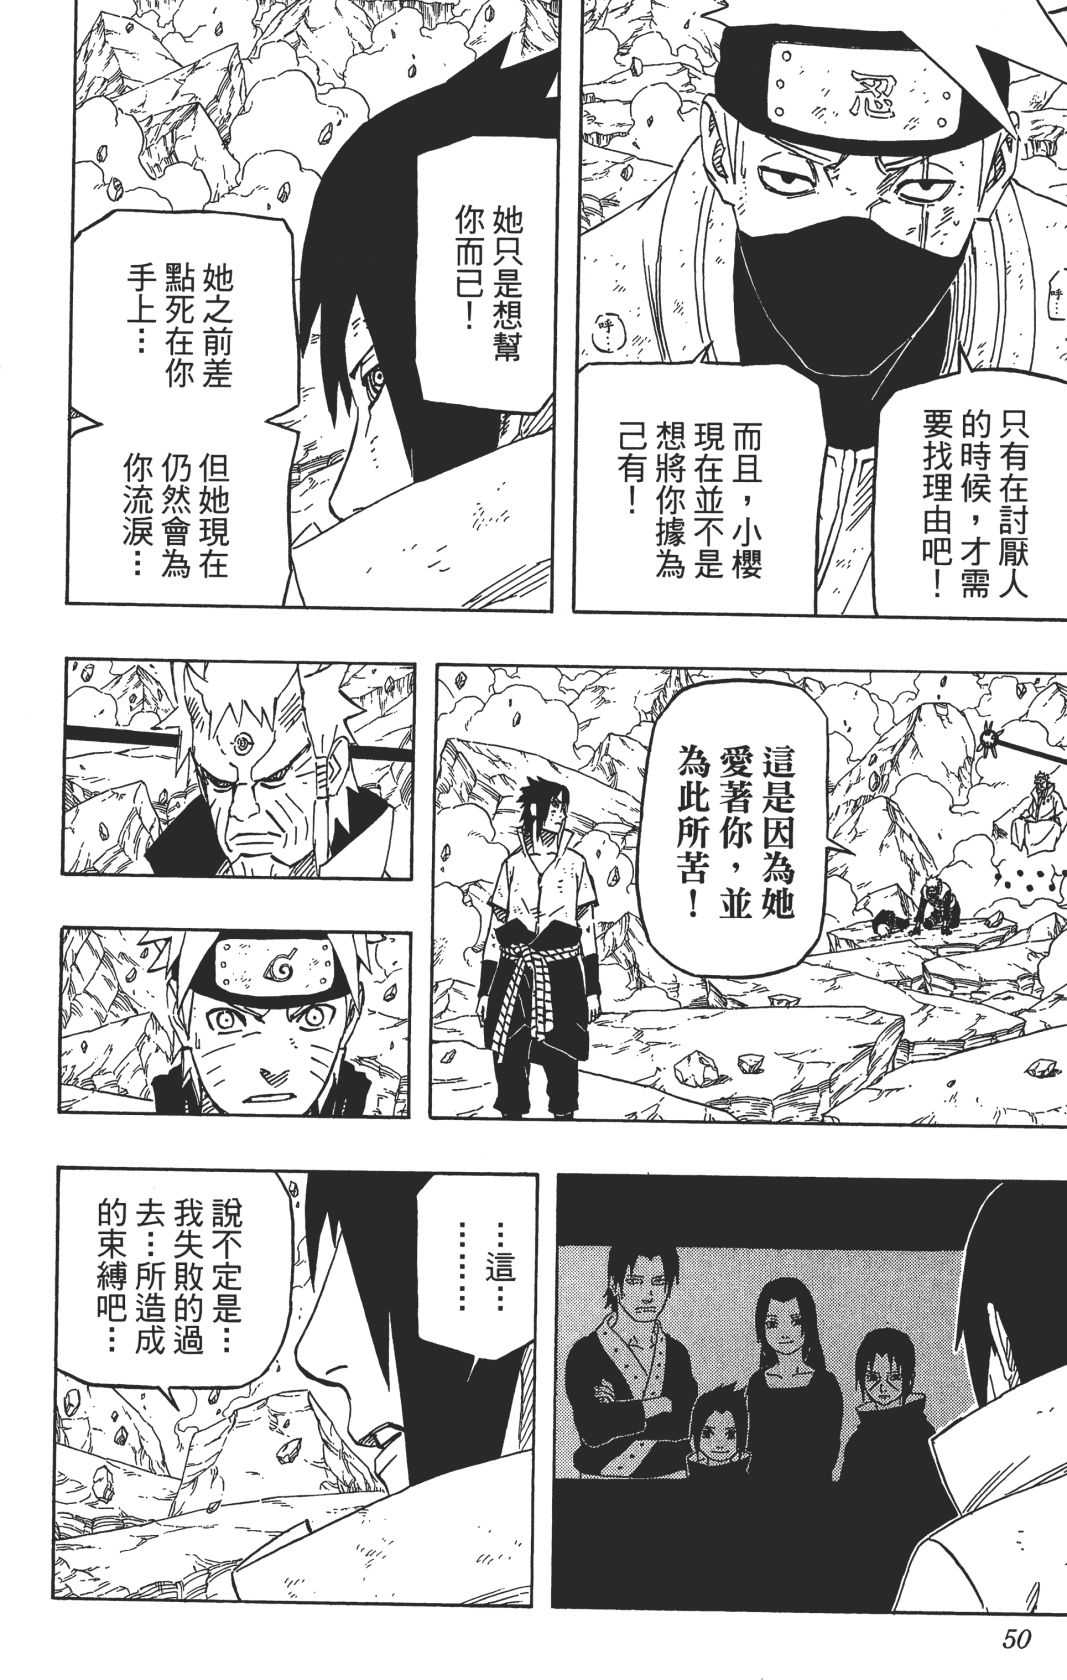 忍
呼…
呼…
只有在討厭人
的時候，才需
要找理由吧！
而且，小櫻
現在並不是
想將你據為
己有！
她只是想幫
你而已！
她之前差
點死在你
手上…
但她現在
仍然會為
你流淚…
這是因為她
愛著你，並
為此所苦！
…這…
………
說不定是…
我失敗的過
去…所造成
的束縛吧…
50